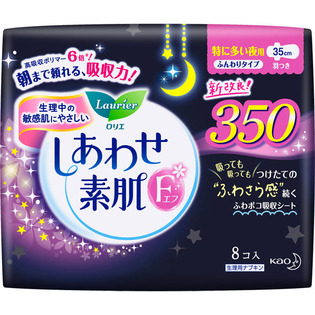 高吸収ポリマー6倍※
朝まで頼れる、吸収力!
生理中の
敏感肌にやさしい
Laurier
ロリエ
しあわせ
素肌
F
エフ
特に多い夜用
ふんわりタイプ
35cm
羽つき
新改良!
350
吸っても
吸っても
つけたての
"ふわさら感"続く
ふわポコ吸収シート
8コ入
生理用ナプキン
kao